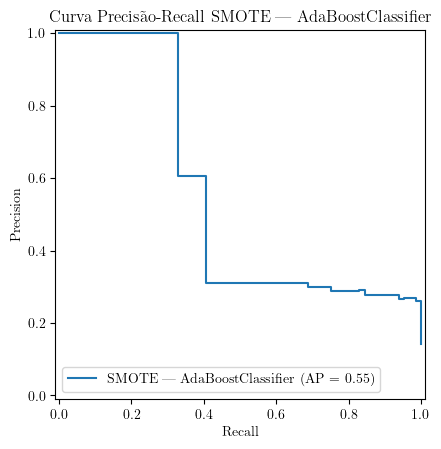 Curva Precisão-Recall SMOTE — AdaBoostClassifier
1.0
0.8
0.6
0.4
0.2
0.0
Precision
SMOTE — AdaBoostClassifier (AP = 0.55)
0.0 0.2 0.4 0.6 0.8 1.0
Recall